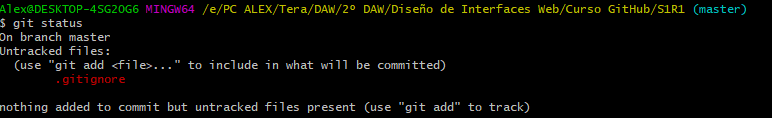 Alex@DESKTOP-4SG2OG6 MINGW64 /e/PC ALEX/Tera/DAW/2º DAW/Diseño de Interfaces Web/Curso GitHub/S1R1 (master)
$ git status
On branch master
Untracked files:
  (use "git add <file>..." to include in what will be committed)
        .gitignore

nothing added to commit but untracked files present (use "git add" to track)